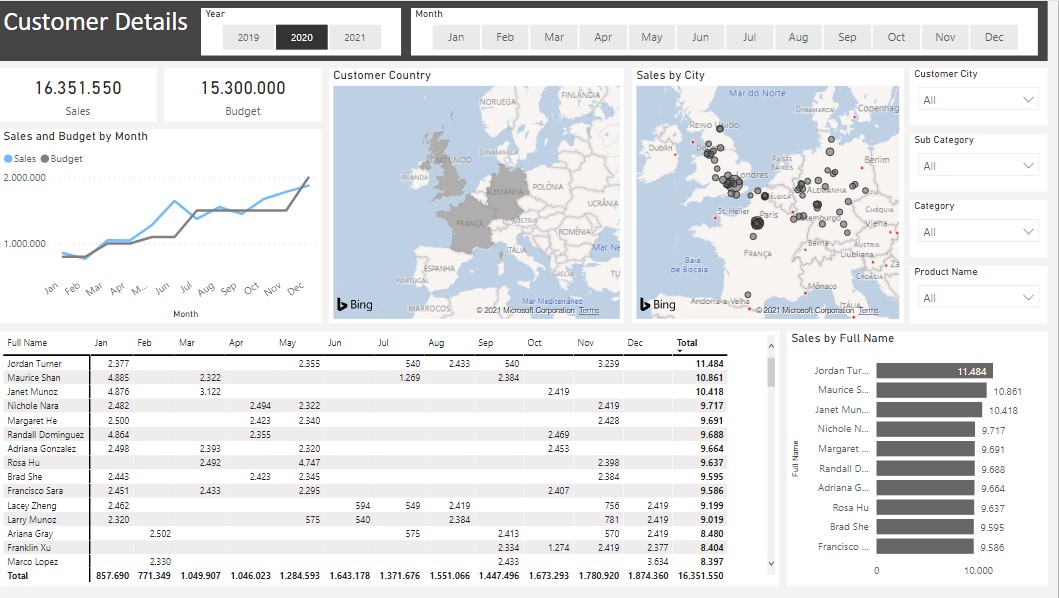 Customer Details
Year
2019 2020 2021
Month
Jan Feb Mar Apr May Jun Jul Aug Sep Oct Nov Dec
16.351.550
Sales
15.300.000
Budget
Sales and Budget by Month
Sales Budget
2.000.000
1.000.000
Jan Feb Mar Apr M... Jun Jul Aug Sep Oct Nov Dec
Month
Customer Country
NORUEGA
FINLÂNDIA
REINO UNIDO
DINAMARCA
IRLANDA
ALEMANHA
POLÔNIA
UCRÂNIA
FRANÇA
ÁUSTRIA
ROMÊNIA
ITÁLIA
Mar Ne
ESPANHA
PORTUGAL
GRÉCIA
TU
Mar Mediterrâneo
MARROCOS
Bing
© 2021 Microsoft Corporation Terms
Sales by City
Mar do Norte
DINAMARCA
Copenhag
REINO UNIDO
Dublin
PAÍSES
BAIXOS
Berlim
Londres
BÉLGICA
ALEMANHA
St. Helier
Paris
CHÉQUIA
Viena
Berna
ÁUSTRIA
Liubliana
FRANÇA
Baía
de Biscaia
CROÁCIA
Za
Mônaco
Andorra-a-Velha
ITÁLIA
Bing
© 2021 Microsoft Corporation Terms
Customer City
All
Sub Category
All
Category
All
Product Name
All
Full Name Jan Feb Mar Apr May Jun Jul Aug Sep Oct Nov Dec Total
Jordan Turner 2.377 2.355 540 2.433 540 3.239 11.484
Maurice Shan 4.885 2.322 1.269 2.384 10.861
Janet Munoz 4.876 3.122 2.419 10.418
Nichole Nara 2.482 2.494 2.322 2.419 9.717
Margaret He 2.500 2.423 2.340 2.428 9.691
Randall Dominguez 4.864 2.355 2.469 9.688
Adriana Gonzalez 2.498 2.393 2.320 2.453 9.664
Rosa Hu 2.492 4.747 2.398 9.637
Brad She 2.443 2.423 2.345 2.384 9.595
Francisco Sara 2.451 2.433 2.295 2.407 9.586
Lacey Zheng 2.462 594 549 2.419 756 2.419 9.199
Larry Munoz 2.320 575 540 2.384 781 2.419 9.019
Ariana Gray 2.502 575 2.413 570 2.419 8.480
Franklin Xu 2.334 1.274 2.419 2.377 8.404
Marco Lopez 2.330 2.433 3.634 8.397
Total 857.690 771.349 1.049.907 1.046.023 1.284.593 1.643.178 1.371.676 1.551.066 1.447.496 1.673.293 1.780.920 1.874.360 16.351.550
Sales by Full Name
Full Name
Jordan Tur... 11.484
Maurice S... 10.861
Janet Mun... 10.418
Nichole N... 9.717
Margaret ... 9.691
Randall D... 9.688
Adriana G... 9.664
Rosa Hu 9.637
Brad She 9.595
Francisco ... 9.586
0 10.000